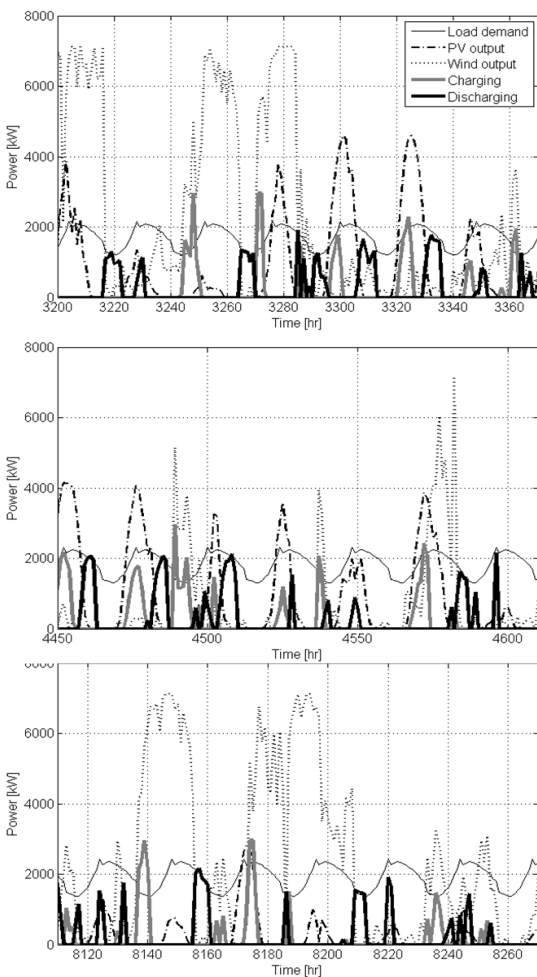 8000
6000
4000
2000
0
Power [kW]
Load demand
PV output
Wind output
Charging
Discharging
3200 3220 3240 3260 3280 3300 3320 3340 3360
Time [hr]
8000
6000
4000
2000
0
Power [kW]
4450 4500 4550 4600
Time [hr]
8000
6000
4000
2000
0
Power [kW]
8120 8140 8160 8180 8200 8220 8240 8260
Time [hr]